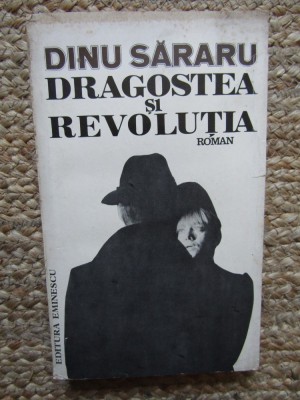 DINU SĂRARU
DRAGOSTEA
ȘI
REVOLUȚIA
ROMAN
EDITURA EMINESCU